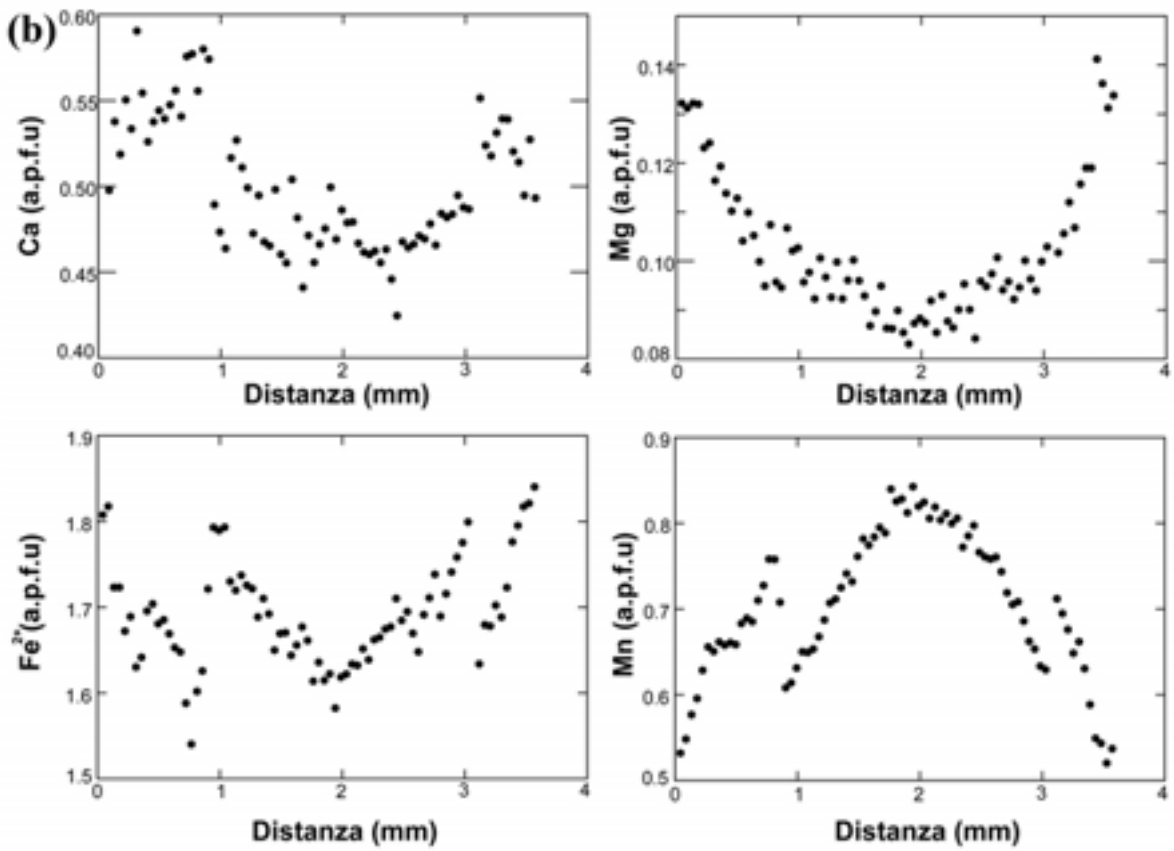 (b)
0.60
0.55
0.50
0.45
0.40
Ca (a.p.f.u)
0 1 2 3 4
Distanza (mm)
0.14
0.12
0.10
0.08
Mg (a.p.f.u)
0 1 2 3 4
Distanza (mm)
1.9
1.8
1.7
1.6
1.5
Fe²⁺(a.p.f.u)
0 1 2 3 4
Distanza (mm)
0.9
0.8
0.7
0.6
0.5
Mn (a.p.f.u)
0 1 2 3 4
Distanza (mm)